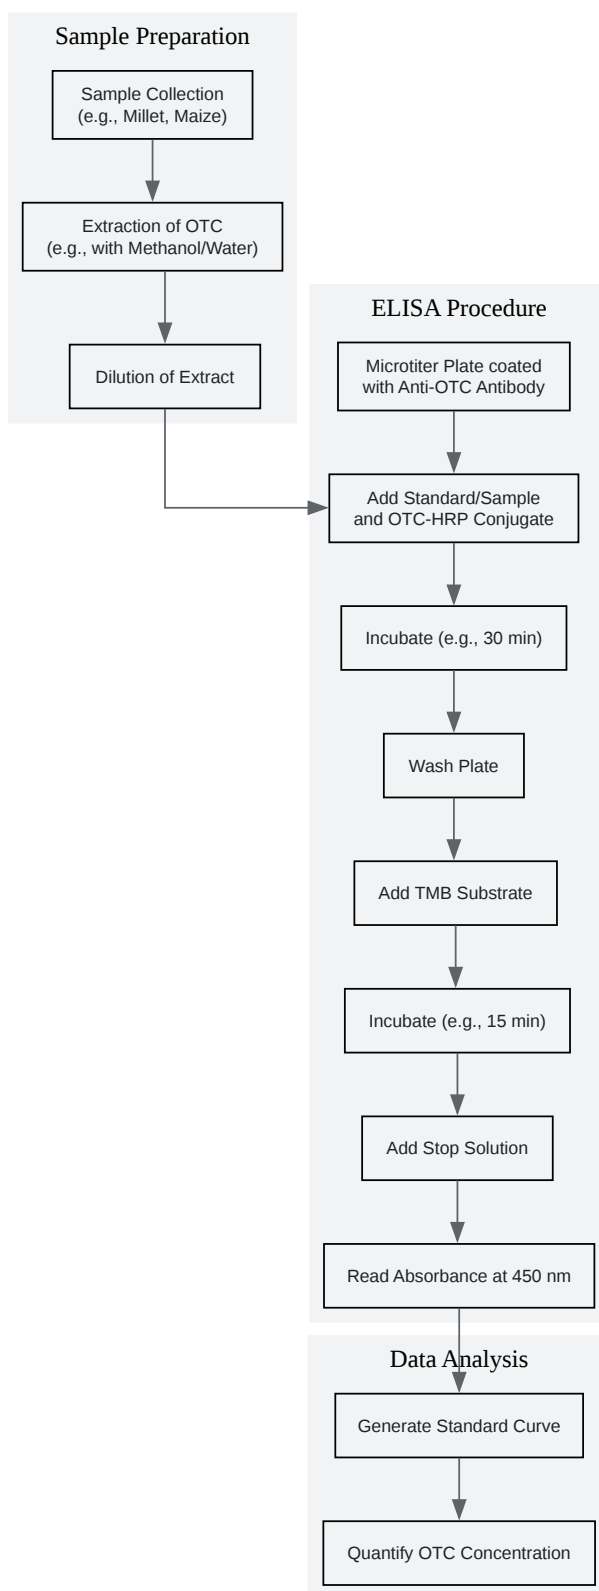 Sample Preparation
Sample Collection
(e.g., Millet, Maize)
Extraction of OTC
(e.g., with Methanol/Water)
Dilution of Extract
ELISA Procedure
Microtiter Plate coated
with Anti-OTC Antibody
Add Standard/Sample
and OTC-HRP Conjugate
Incubate (e.g., 30 min)
Wash Plate
Add TMB Substrate
Incubate (e.g., 15 min)
Add Stop Solution
Read Absorbance at 450 nm
Data Analysis
Generate Standard Curve
Quantify OTC Concentration